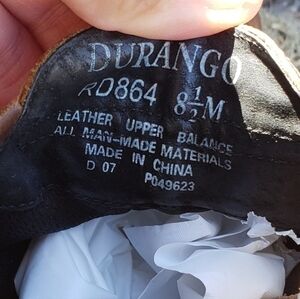 DURANGO
RD864 8½M
LEATHER UPPER BALANCE
ALL MAN-MADE MATERIALS
MADE IN CHINA
D 07 P049623